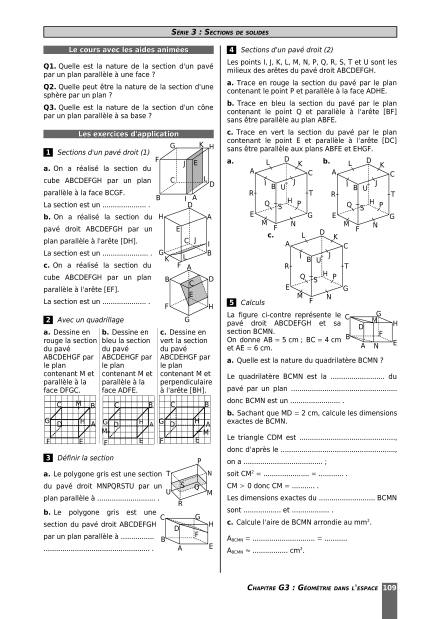 SÉRIE 3 : SECTIONS DE SOLIDES
Le cours avec les aides animées
Q1. Quelle est la nature de la section d'un pavé
par un plan parallèle à une face ?
Q2. Quelle peut être la nature de la section d'une
sphère par un plan ?
Q3. Quelle est la nature de la section d'un cône
par un plan parallèle à sa base ?
Les exercices d'application
1 Sections d'un pavé droit (1)
a. On a réalisé la section du
cube ABCDEFGH par un plan
parallèle à la face BCGF.
La section est un ..................... .
b. On a réalisé la section du
pavé droit ABCDEFGH par un
plan parallèle à l'arête [DH].
La section est un ..................... .
c. On a réalisé la section du
cube ABCDEFGH par un plan
parallèle à l'arête [EF].
La section est un ..................... .
2 Avec un quadrillage
a. Dessine en
rouge la section
du pavé
ABCDEHGF par
le plan
contenant M et
parallèle à la
face DFGC.
b. Dessine en
bleu la section
du pavé
ABCDEHGF par
le plan
contenant M et
parallèle à la
face ADFE.
c. Dessine en
vert la section
du pavé
ABCDEHGF par
le plan
contenant M et
perpendiculaire
à l'arête [BH].
3 Définir la section
a. Le polygone gris est une section
du pavé droit MNPQRSTU par un
plan parallèle à ........................... .
b. Le polygone gris est une
section du pavé droit ABCDEFGH
par un plan parallèle à ...............
.................................................. .
4 Sections d'un pavé droit (2)
Les points I, J, K, L, M, N, P, Q, R, S, T et U sont les
milieux des arêtes du pavé droit ABCDEFGH.
a. Trace en rouge la section du pavé par le plan
contenant le point P et parallèle à la face ADHE.
b. Trace en bleu la section du pavé par le plan
contenant le point Q et parallèle à l'arête [BF]
sans être parallèle au plan ABFE.
c. Trace en vert la section du pavé par le plan
contenant le point E et parallèle à l'arête [DC]
sans être parallèle aux plans ABFE et EHGF.
a.
b.
c.
5 Calculs
La figure ci-contre représente le
pavé droit ABCDEFGH et sa
section BCMN.
On donne AB = 5 cm ; BC = 4 cm
et AE = 6 cm.
a. Quelle est la nature du quadrilatère BCMN ?
Le quadrilatère BCMN est la .......................... du
pavé par un plan ..................................................
donc BCMN est un ........................ .
b. Sachant que MD = 2 cm, calcule les dimensions
exactes de BCMN.
Le triangle CDM est .............................................,
donc d'après le .....................................................,
on a ..................................... ;
soit CM² = ........................ = ........... .
CM > 0 donc CM = ........... .
Les dimensions exactes du .......................... BCMN
sont .................. et .................. .
c. Calcule l'aire de BCMN arrondie au mm².
A BCMN = ............................. = ...........
A BCMN ≈ ................. cm².
CHAPITRE G3 : GÉOMÉTRIE DANS L'ESPACE 109